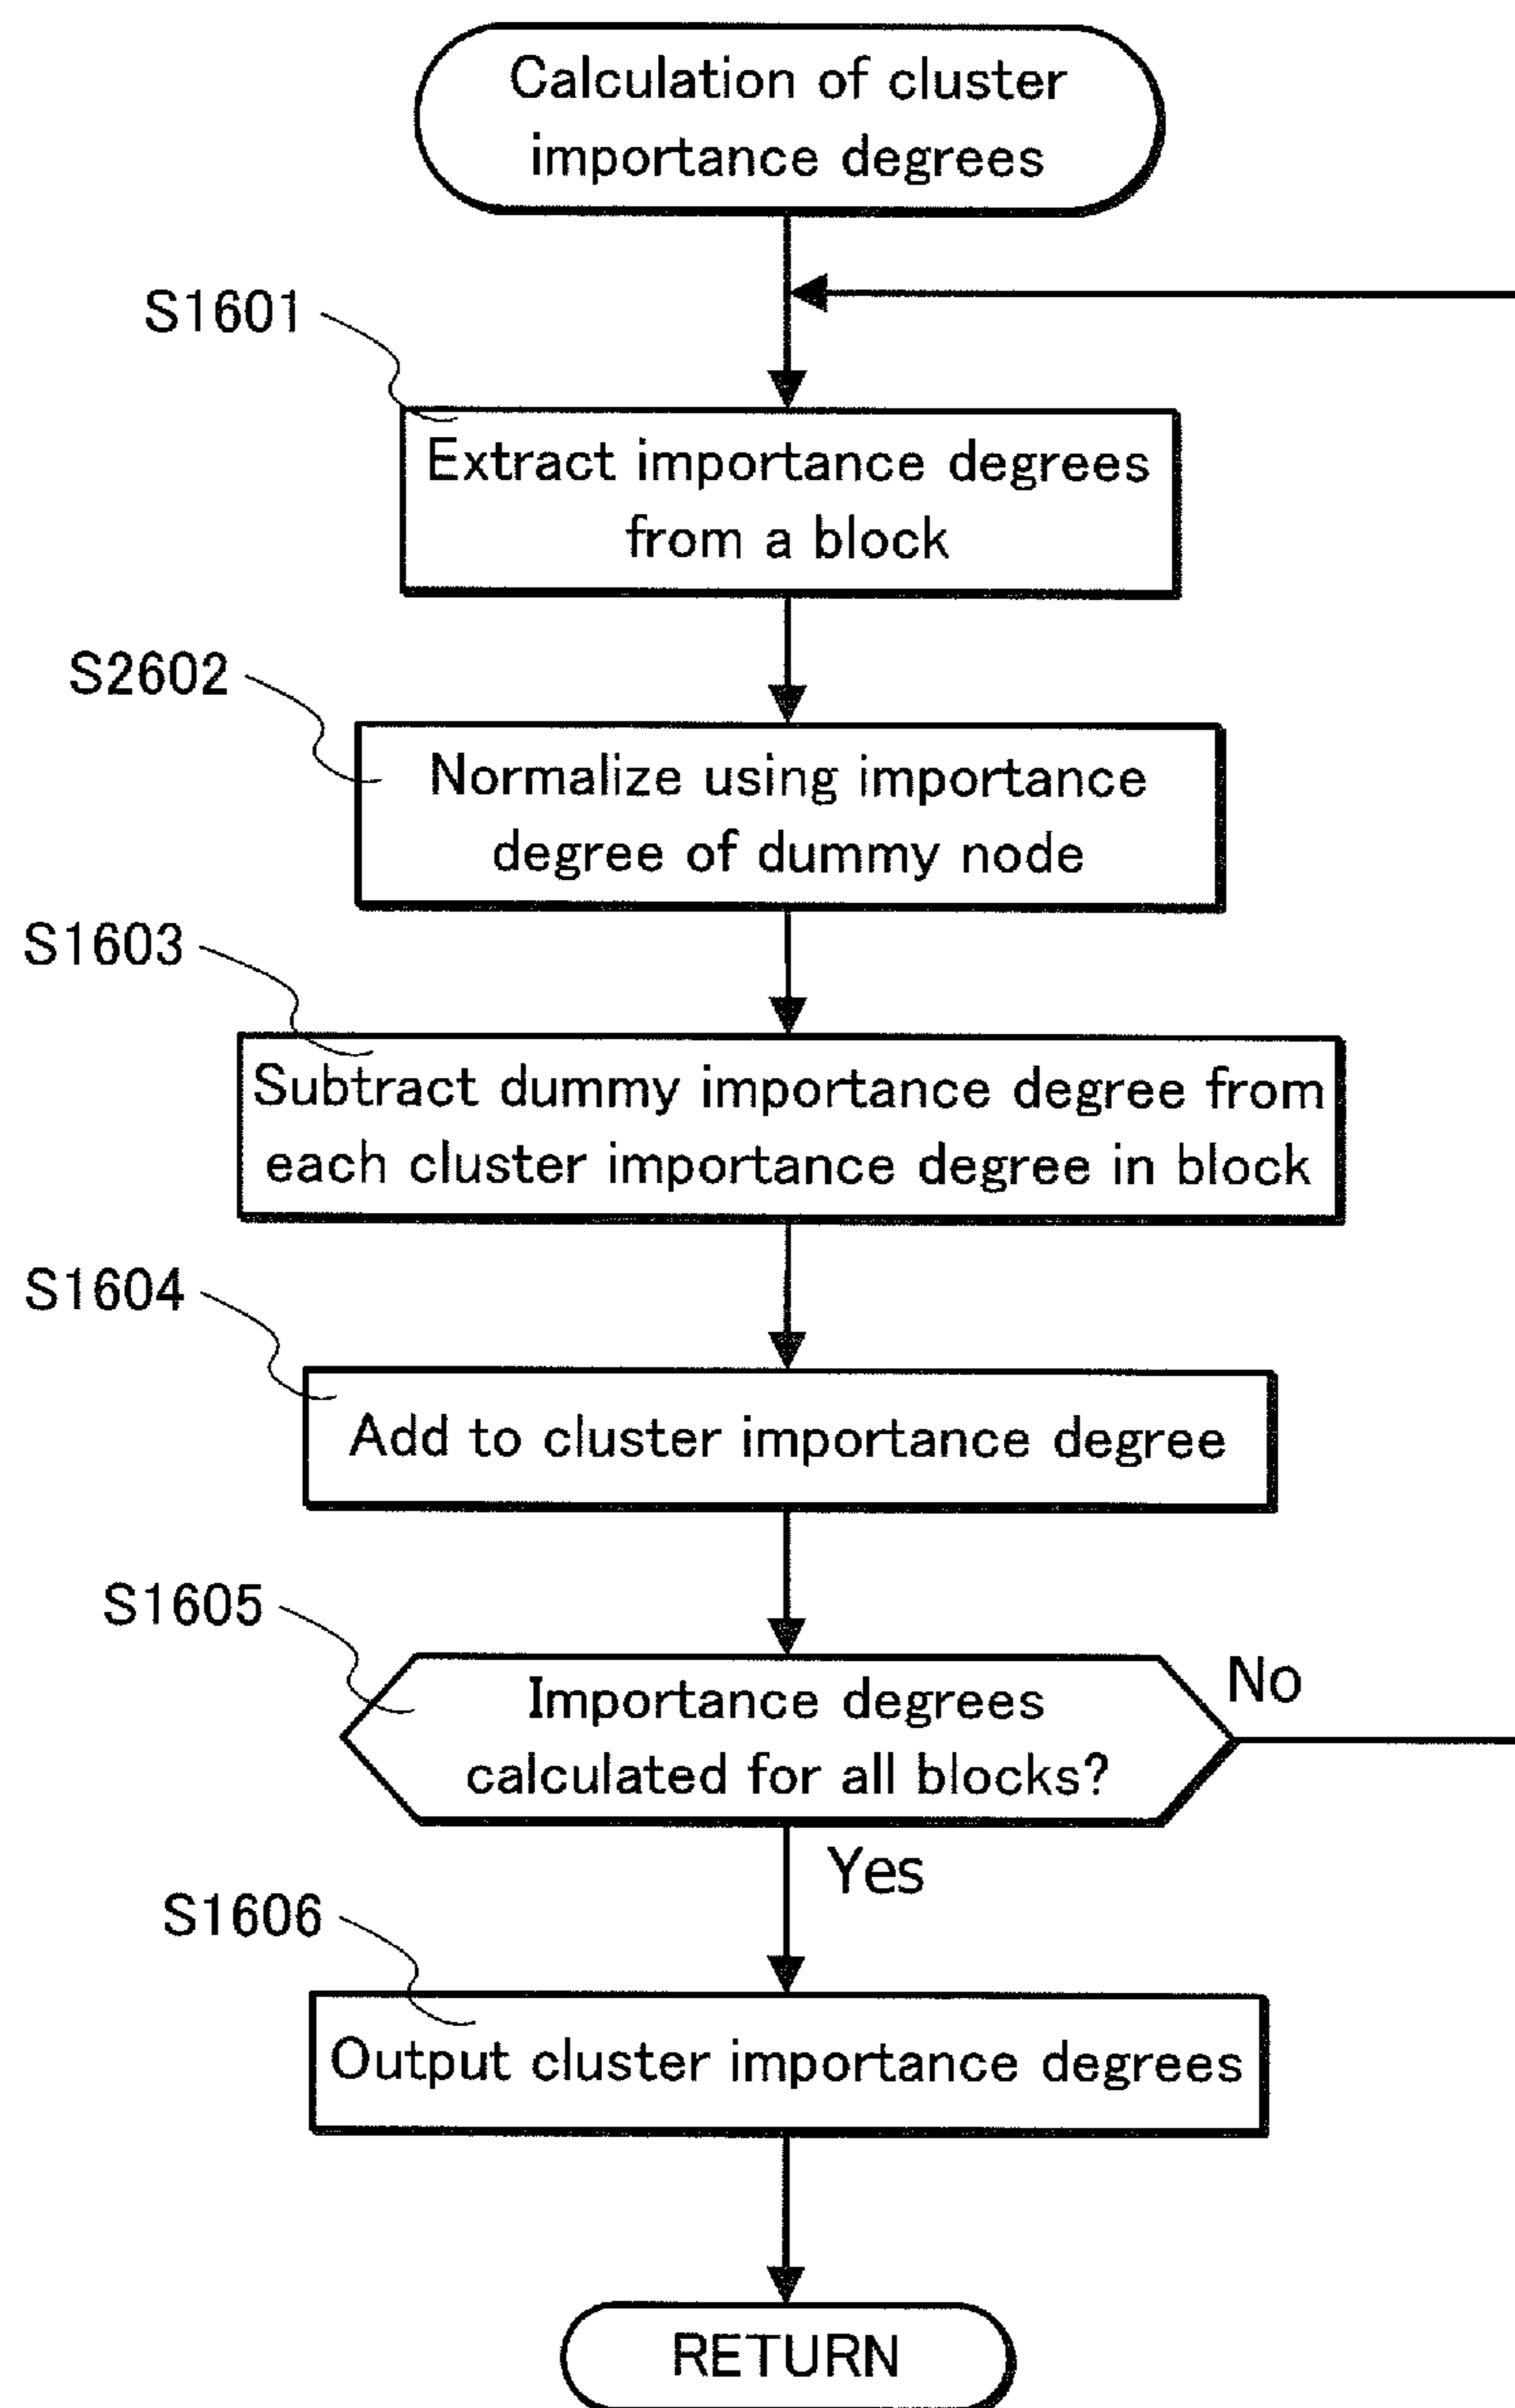 Calculation of cluster
importance degrees
S1601
Extract importance degrees
from a block
S2602
Normalize using importance
degree of dummy node
S1603
Subtract dummy importance degree from
each cluster importance degree in block
S1604
Add to cluster importance degree
S1605
Importance degrees
calculated for all blocks?
No
Yes
S1606
Output cluster importance degrees
RETURN